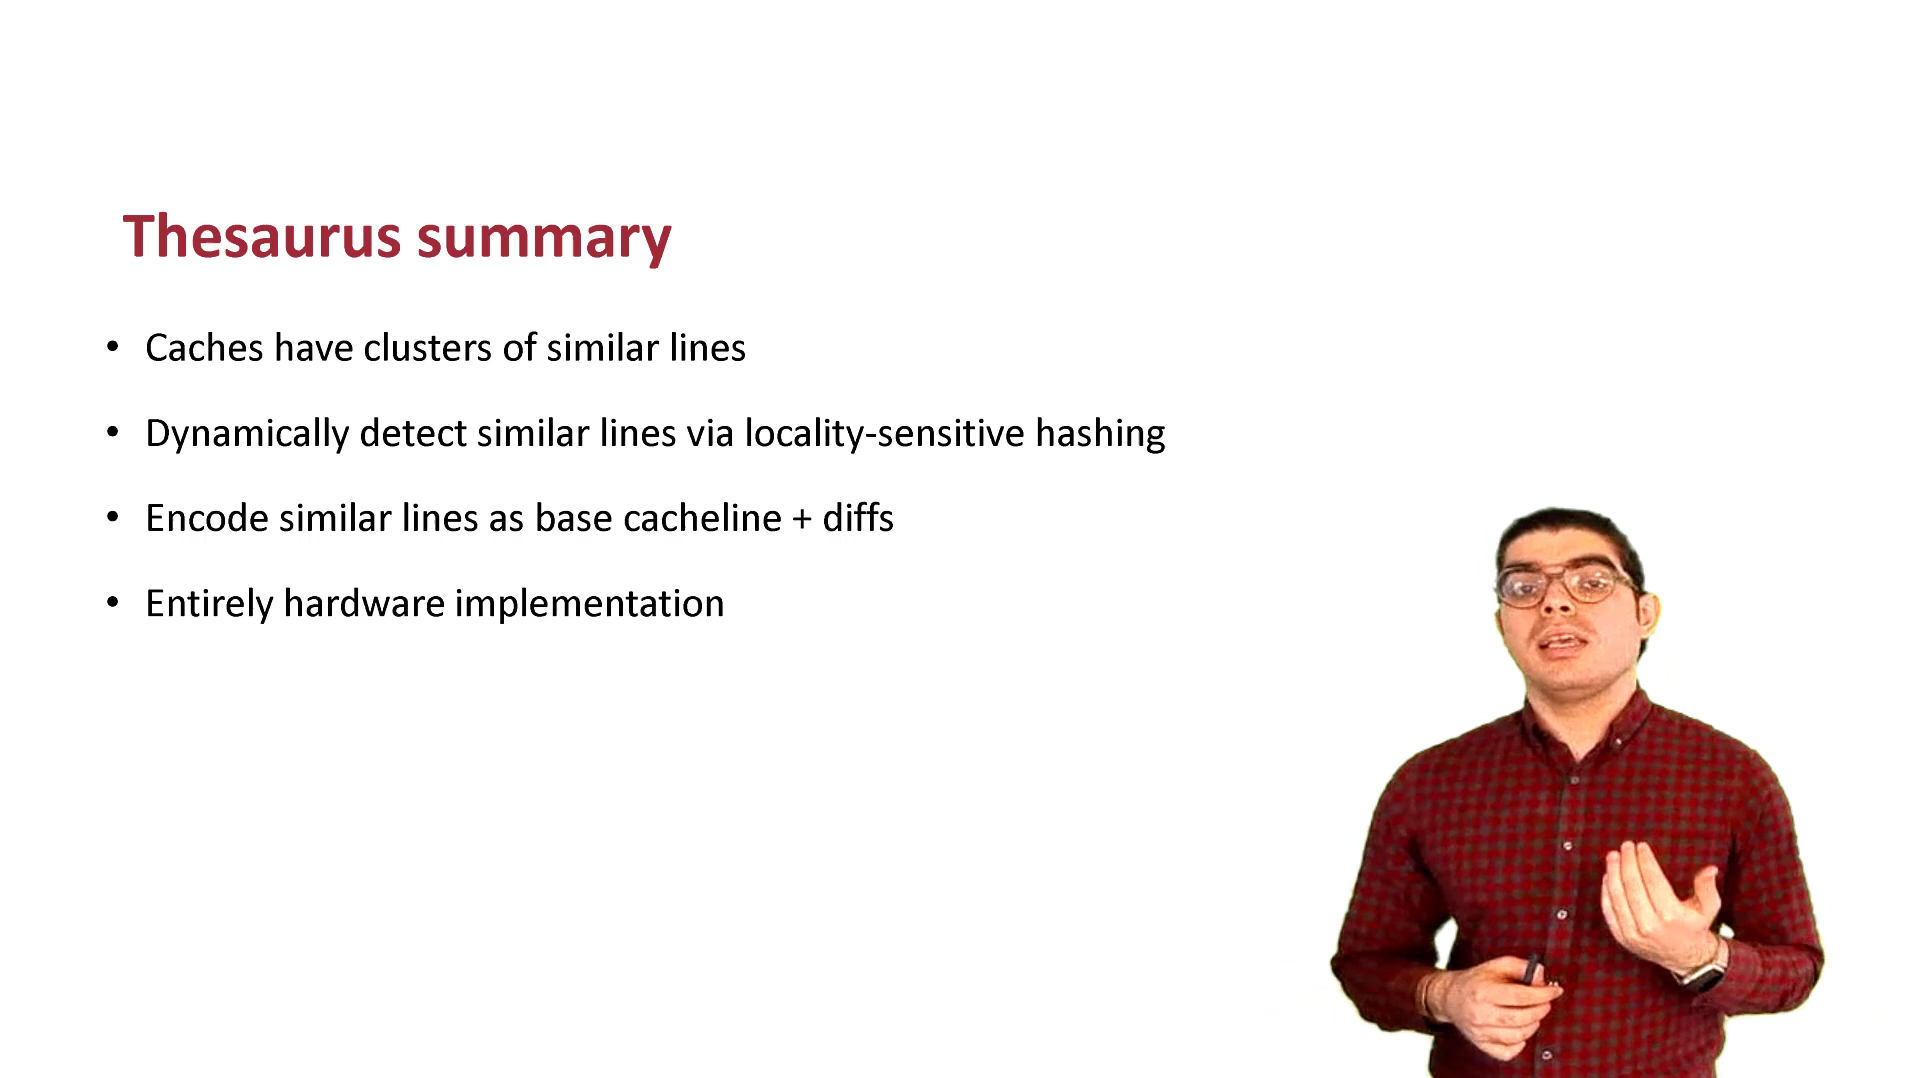 Thesaurus summary
• Caches have clusters of similar lines
• Dynamically detect similar lines via locality-sensitive hashing
• Encode similar lines as base cacheline + diffs
• Entirely hardware implementation